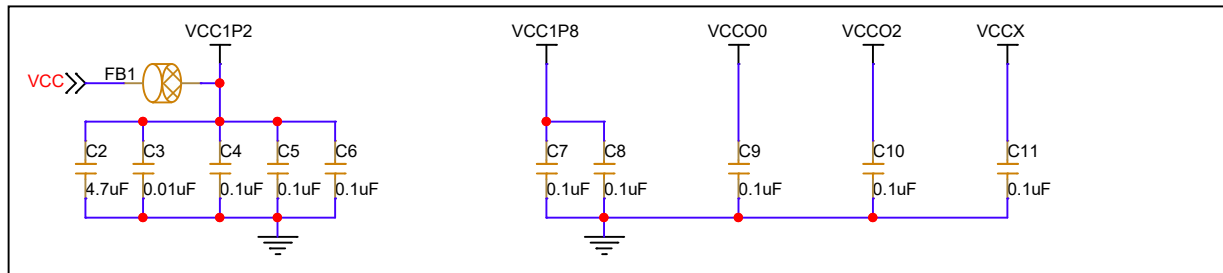 VCC1P2 VCC1P8 VCCO0 VCCO2 VCCX
VCC FB1
C2 C3 C4 C5 C6 C7 C8 C9 C10 C11
4.7uF 0.01uF 0.1uF 0.1uF 0.1uF 0.1uF 0.1uF 0.1uF 0.1uF 0.1uF